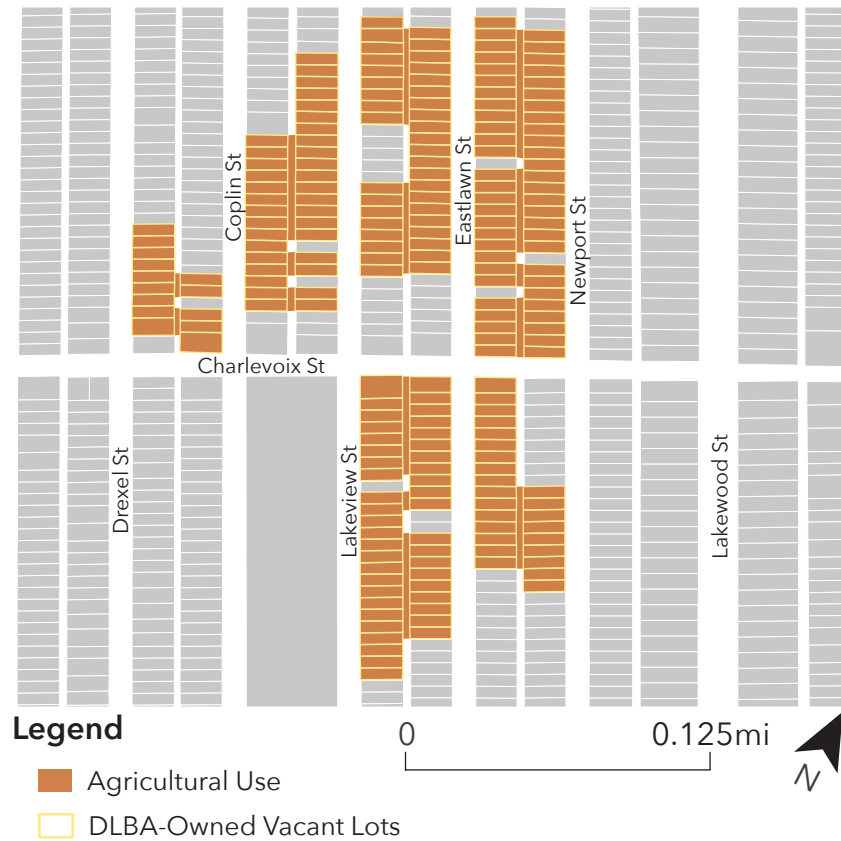 Coplin St
Eastlawn St
Newport St
Charlevoix St
Drexel St
Lakeview St
Lakewood St
Legend
0 0.125mi
N
Agricultural Use
DLBA-Owned Vacant Lots